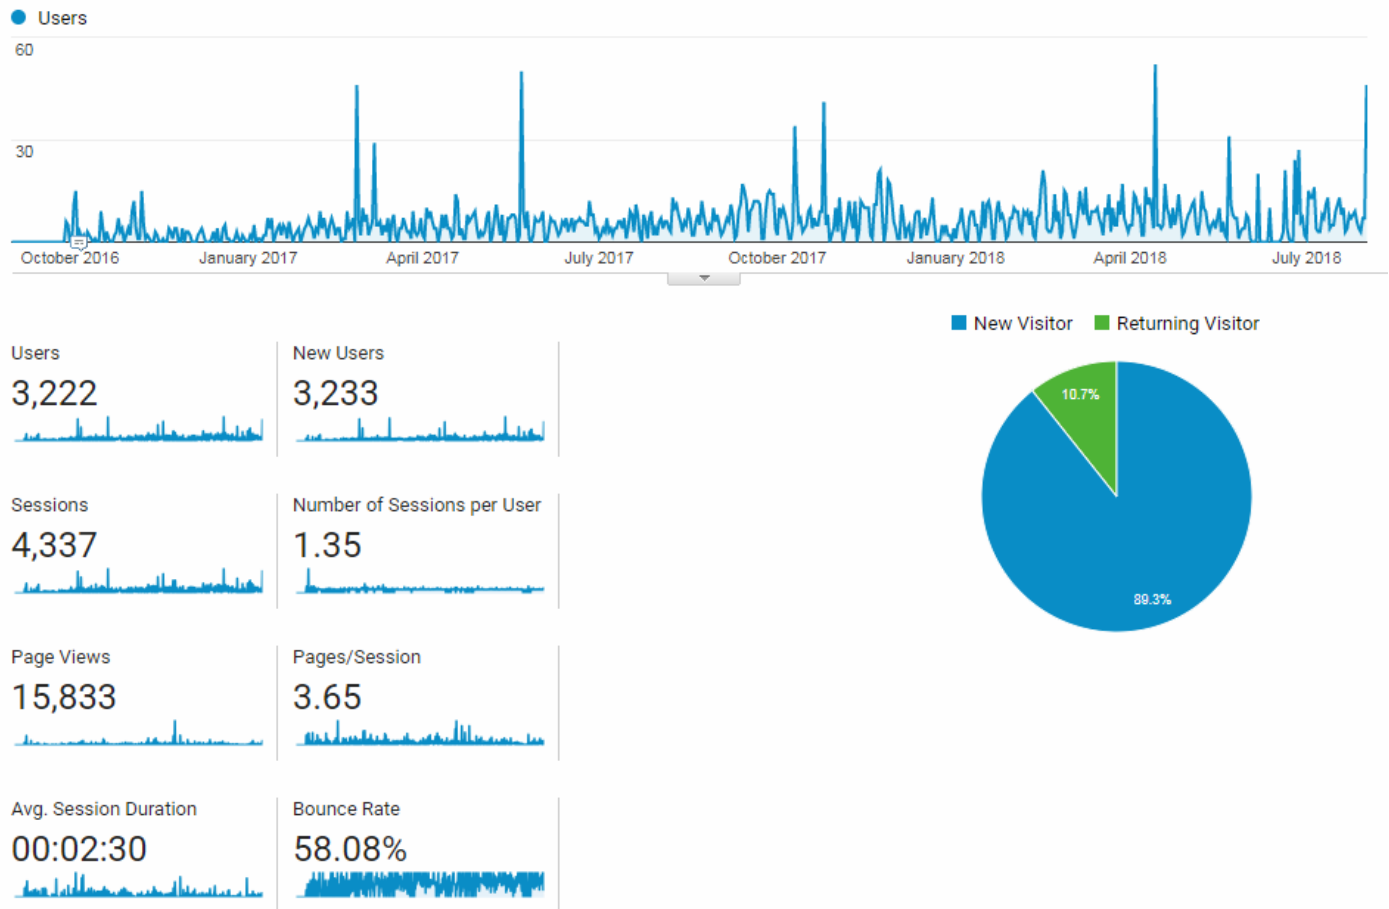 Users
60
30
October 2016 January 2017 April 2017 July 2017 October 2017 January 2018 April 2018 July 2018
New Visitor Returning Visitor
Users New Users
3,222 3,233
10.7%
Sessions Number of Sessions per User
4,337 1.35
89.3%
Page Views Pages/Session
15,833 3.65
Avg. Session Duration Bounce Rate
00:02:30 58.08%